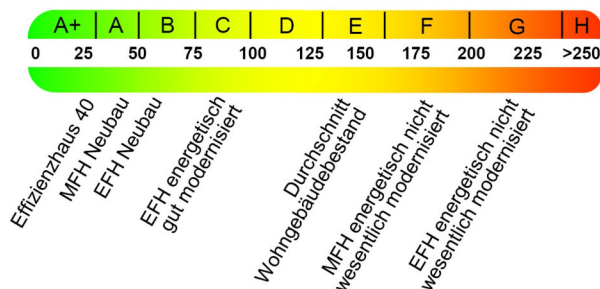 A+ A B C D E F G H
0 25 50 75 100 125 150 175 200 225 >250
Effizienzhaus 40
MFH Neubau
EFH Neubau
EFH energetisch
gut modernisiert
Durchschnitt
Wohngebäudebestand
MFH energetisch nicht
wesentlich modernisiert
EFH energetisch nicht
wesentlich modernisiert